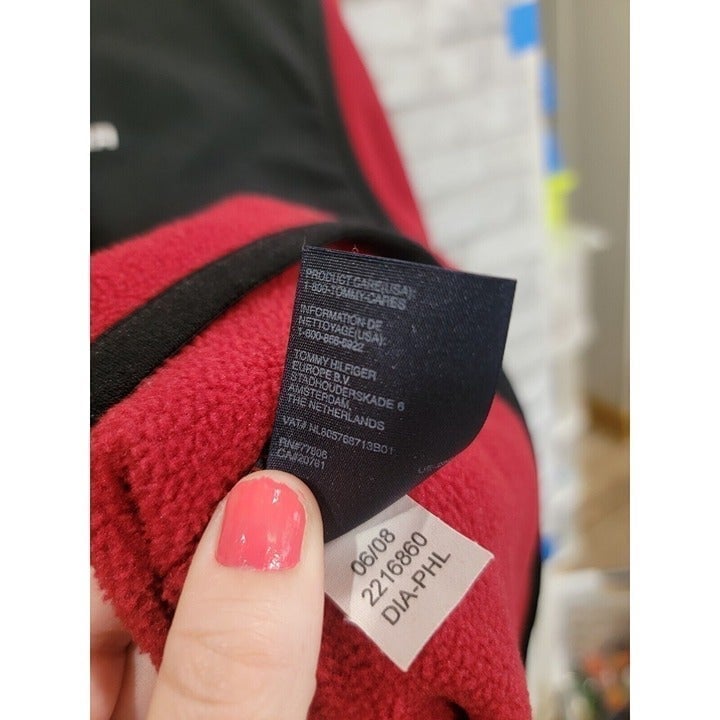 PRODUCT CARE(USA):
1-800-TOMMY-CARES
INFORMATION DE
NETTOYAGE(USA):
1-800-866-6922
TOMMY HILFIGER
EUROPE B.V.
STADHOUDERSKADE 6
AMSTERDAM,
THE NETHERLANDS
VAT# NL805768713B01
RN#77806
CA#20761
06/08
2216860
DIA-PHL